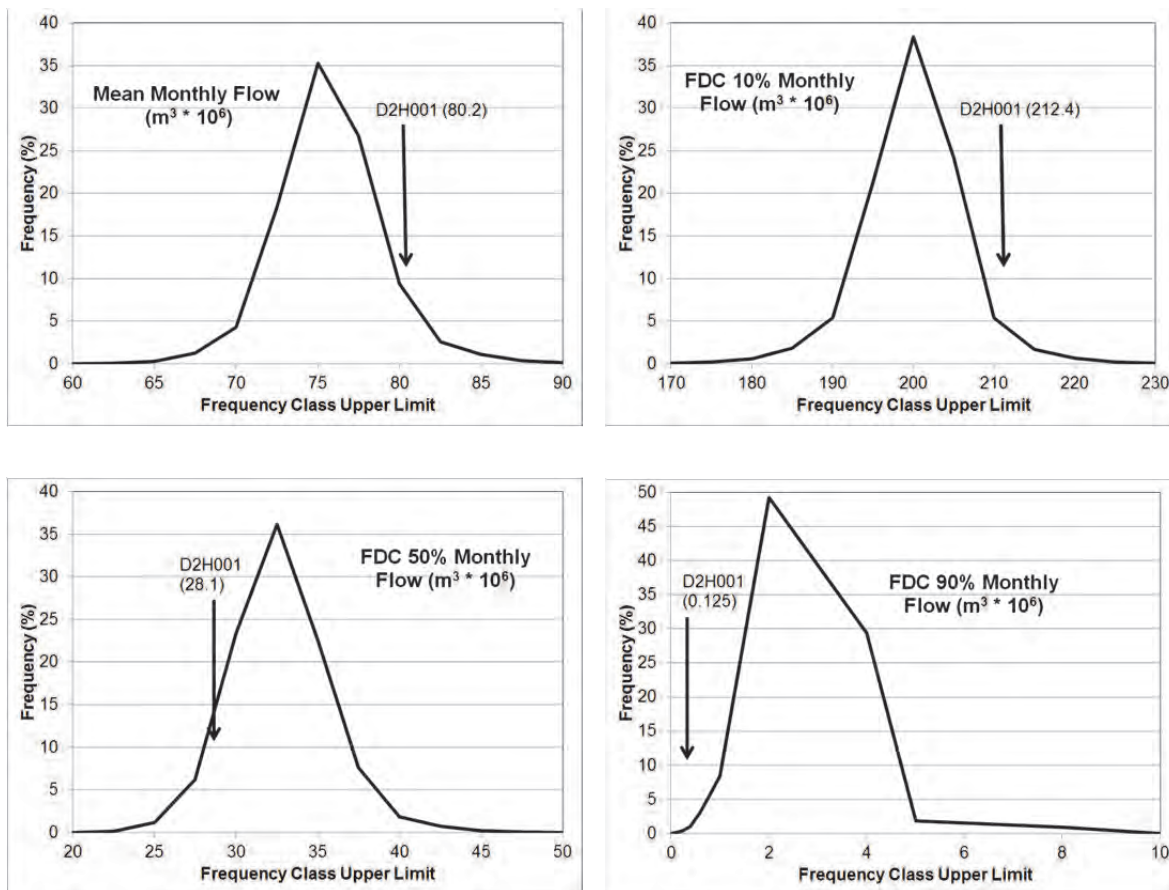 40
35
30
25
20
15
10
5
0
Frequency (%)
Mean Monthly Flow
(m³ * 10⁶)
D2H001 (80.2)
60 65 70 75 80 85 90
Frequency Class Upper Limit
40
35
30
25
20
15
10
5
0
Frequency (%)
FDC 10% Monthly
Flow (m³ * 10⁶)
D2H001 (212.4)
170 180 190 200 210 220 230
Frequency Class Upper Limit
40
35
30
25
20
15
10
5
0
Frequency (%)
D2H001
(28.1)
FDC 50% Monthly
Flow (m³ * 10⁶)
20 25 30 35 40 45 50
Frequency Class Upper Limit
50
45
40
35
30
25
20
15
10
5
0
Frequency (%)
D2H001
(0.125)
FDC 90% Monthly
Flow (m³ * 10⁶)
0 2 4 6 8 10
Frequency Class Upper Limit